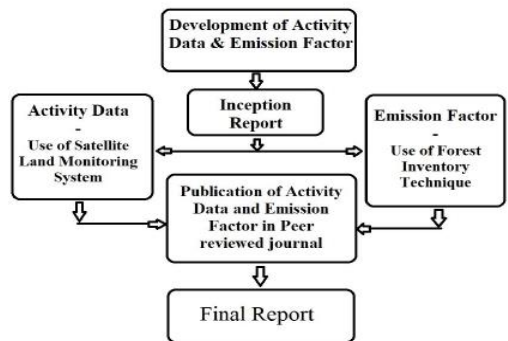 Development of Activity
Data & Emission Factor
Inception
Report
Activity Data
-
Use of Satellite
Land Monitoring
System
Emission Factor
-
Use of Forest
Inventory
Technique
Publication of Activity
Data and Emission
Factor in Peer
reviewed journal
Final Report